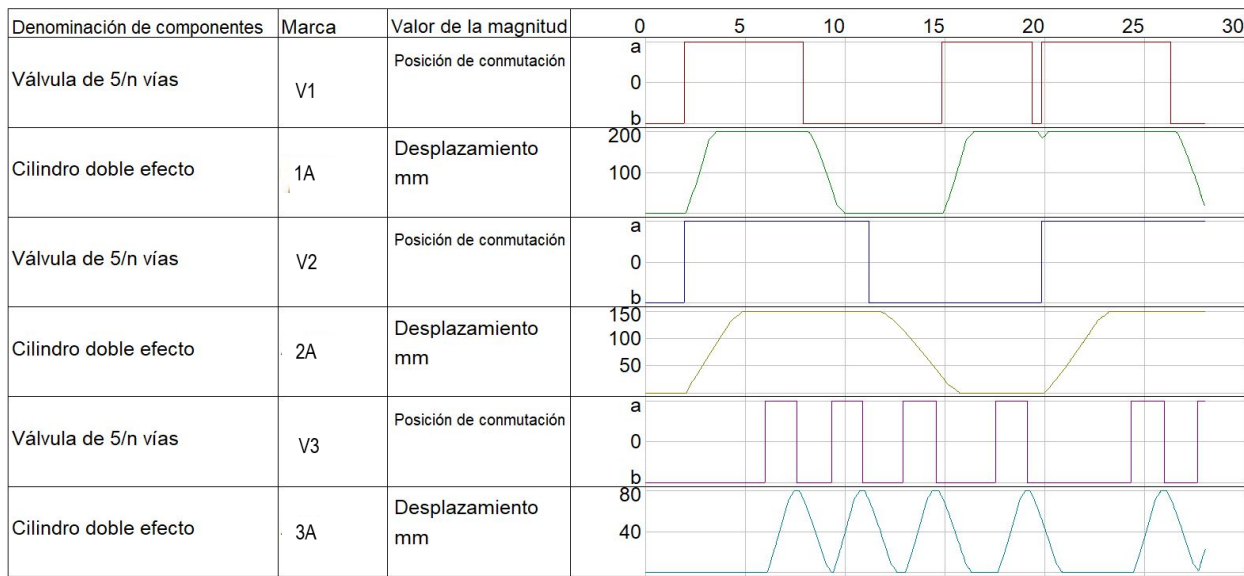 Denominación de componentes Marca Valor de la magnitud 0 5 10 15 20 25 30
Válvula de 5/n vías V1 Posición de conmutación a 0 b
Cilindro doble efecto 1A Desplazamiento mm 200 100
Válvula de 5/n vías V2 Posición de conmutación a 0 b
Cilindro doble efecto 2A Desplazamiento mm 150 100 50
Válvula de 5/n vías V3 Posición de conmutación a 0 b
Cilindro doble efecto 3A Desplazamiento mm 80 40